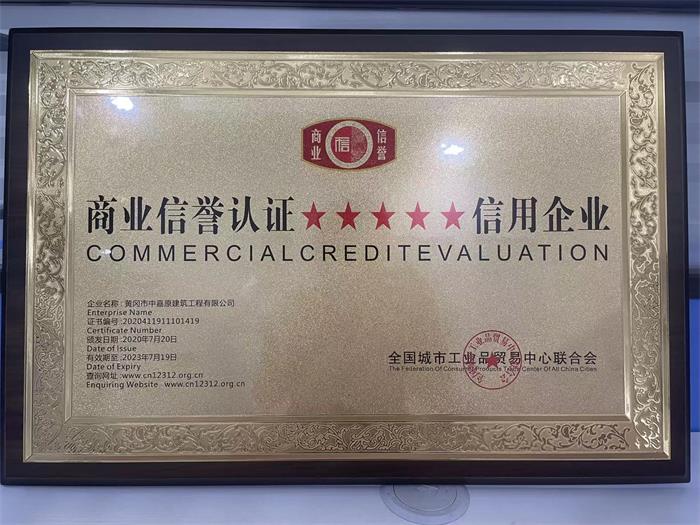 商业 信 信誉
商业信誉认证★★★★★信用企业
COMMERCIALCREDITEVALUATION
企业名称:黄冈市中嘉原建筑工程有限公司
Enterprise Name
证书编号:2020411911101419
Certificate Number
颁发日期:2020年7月20日
Date of Issue
有效期至:2023年7月19日
Date of Expiry
查询网址:www.cn12312.org.cn
Enquiring Website www.cn12312.org.cn
全国城市工业品贸易中心联合会
The Federation Of Consumer Products Trade Center Of All China Cities